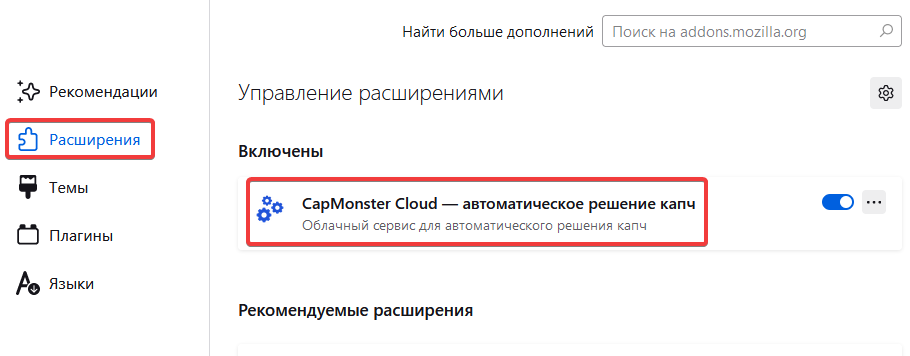 Найти больше дополнений
Поиск на addons.mozilla.org
Рекомендации
Расширения
Темы
Плагины
Языки
Управление расширениями
Включены
CapMonster Cloud — автоматическое решение капч
Облачный сервис для автоматического решения капч
Рекомендуемые расширения